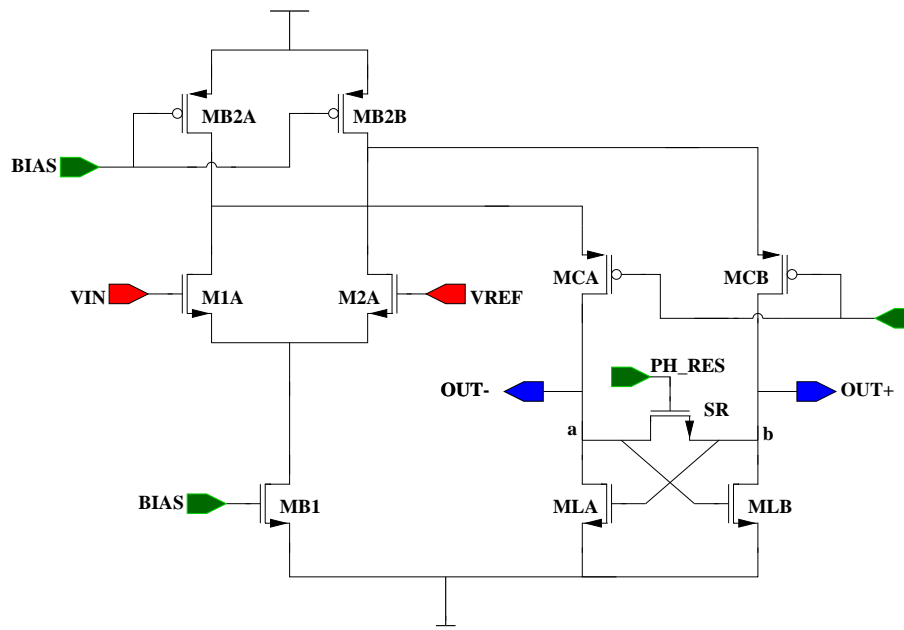 MB2A
MB2B
BIAS
VIN
M1A
M2A
VREF
MCA
MCB
PH_RES
OUT-
SR
OUT+
a
b
BIAS
MB1
MLA
MLB